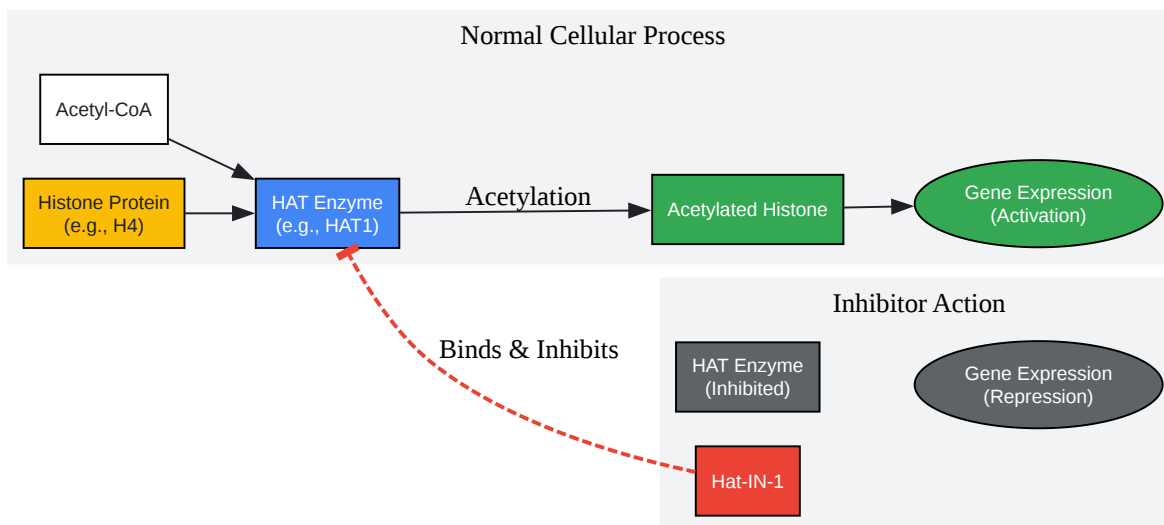 Normal Cellular Process
Acetyl-CoA
Histone Protein
(e.g., H4)
HAT Enzyme
(e.g., HAT1)
Acetylation
Acetylated Histone
Gene Expression
(Activation)
Inhibitor Action
Binds & Inhibits
HAT Enzyme
(Inhibited)
Gene Expression
(Repression)
Hat-IN-1